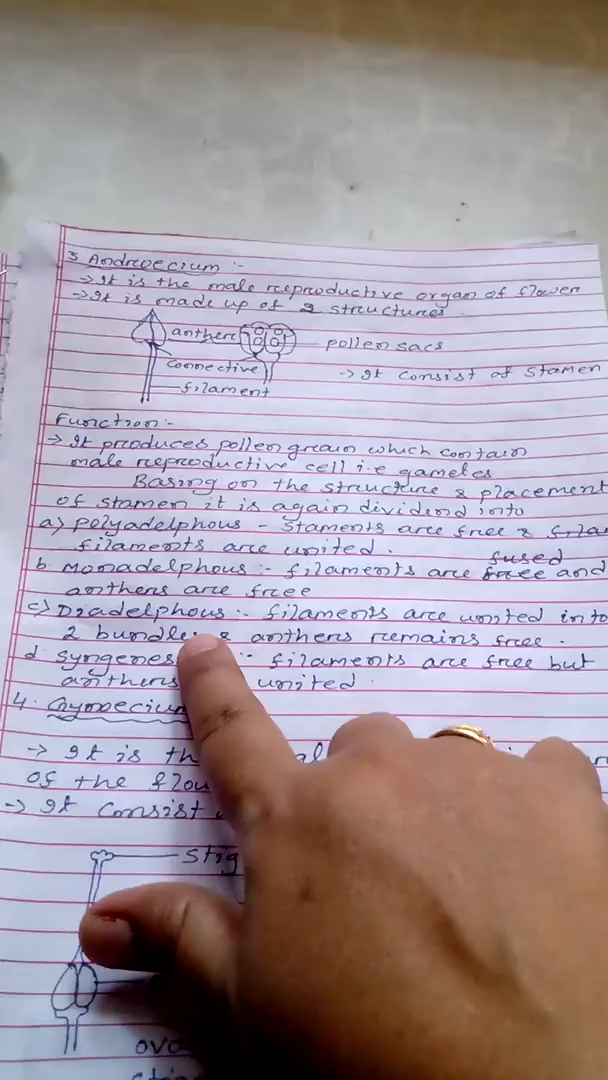 3 Androecium :-
→ It is the male reproductive organ of flower
→ It is made up of 2 structures.
anther
pollen sacs
connective
→ It consist of stamen
filament
Function :-
→ It produces pollen grain which contain
male reproductive cell i.e gametes
Basing on the structure & placement
of stamen it is again dividend into
a) polyadelphous - staments are free &
filaments are united.
fused
b. Monadelphous :- filaments are free and
anthers are free
c) Diadelphous :- filaments are united into
2 bundle & anthers remains free.
d. Syngenes :- filaments are free but
anthers united.
4. Gynoecium
→ It is th
of the flow
→ It consist
Stig
ova